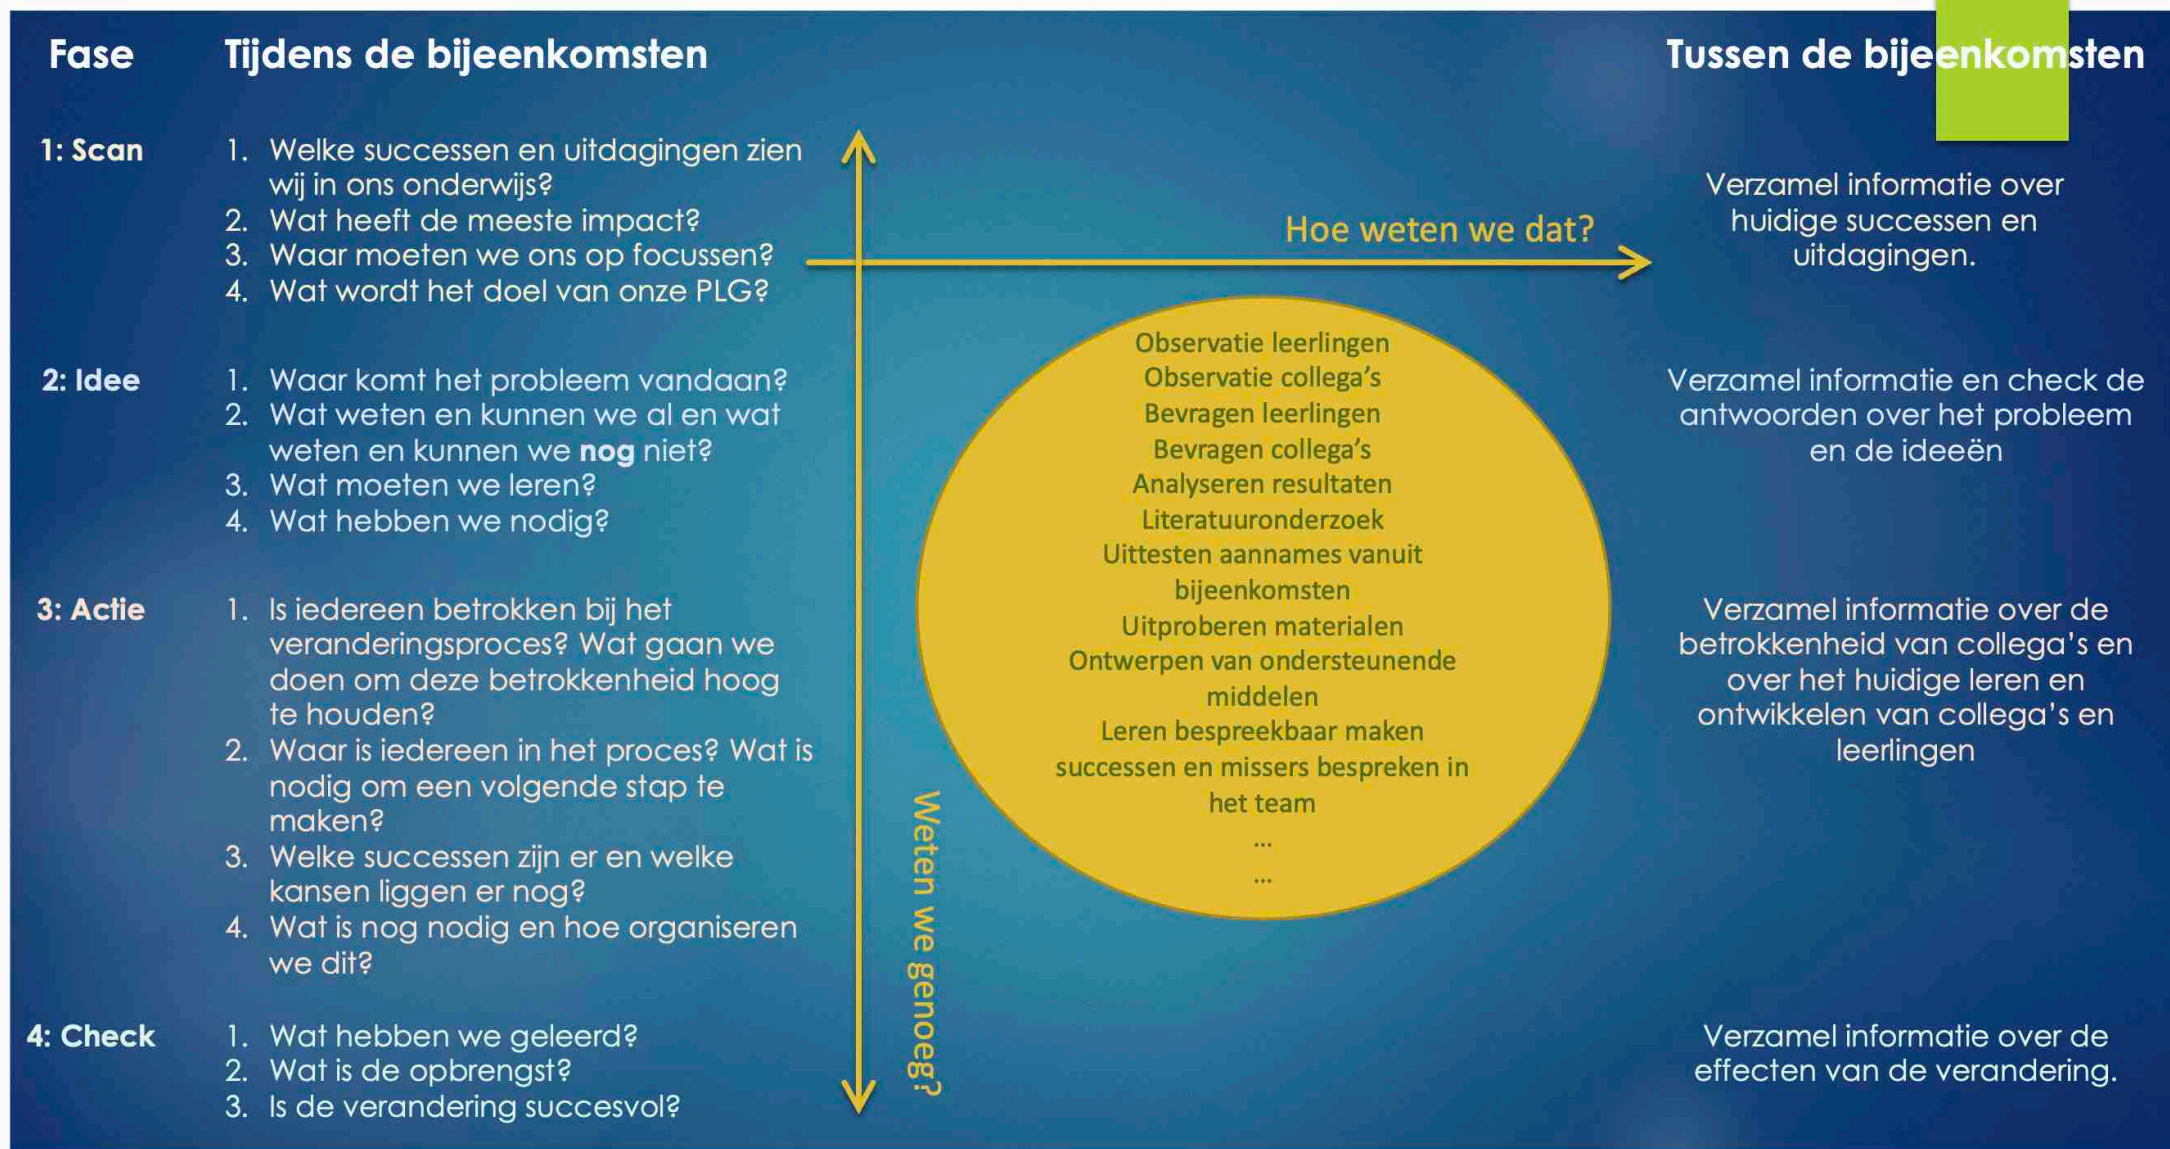 Fase
Tijdens de bijeenkomsten
Tussen de bijeenkomsten
1: Scan
1. Welke successen en uitdagingen zien
wij in ons onderwijs?
2. Wat heeft de meeste impact?
3. Waar moeten we ons op focussen?
4. Wat wordt het doel van onze PLG?
Hoe weten we dat?
Verzamel informatie over
huidige successen en
uitdagingen.
2: Idee
1. Waar komt het probleem vandaan?
2. Wat weten en kunnen we al en wat
weten en kunnen we nog niet?
3. Wat moeten we leren?
4. Wat hebben we nodig?
Verzamel informatie en check de
antwoorden over het probleem
en de ideeën
3: Actie
1. Is iedereen betrokken bij het
veranderingsproces? Wat gaan we
doen om deze betrokkenheid hoog
te houden?
2. Waar is iedereen in het proces? Wat is
nodig om een volgende stap te
maken?
3. Welke successen zijn er en welke
kansen liggen er nog?
4. Wat is nog nodig en hoe organiseren
we dit?
Verzamel informatie over de
betrokkenheid van collega's en
over het huidige leren en
ontwikkelen van collega's en
leerlingen
4: Check
1. Wat hebben we geleerd?
2. Wat is de opbrengst?
3. Is de verandering succesvol?
Verzamel informatie over de
effecten van de verandering.
Weten we genoeg?
Observatie leerlingen
Observatie collega's
Bevragen leerlingen
Bevragen collega's
Analyseren resultaten
Literatuuronderzoek
Uittesten aannames vanuit
bijeenkomsten
Uitproberen materialen
Ontwerpen van ondersteunende
middelen
Leren bespreekbaar maken
successen en missers bespreken in
het team
...
...